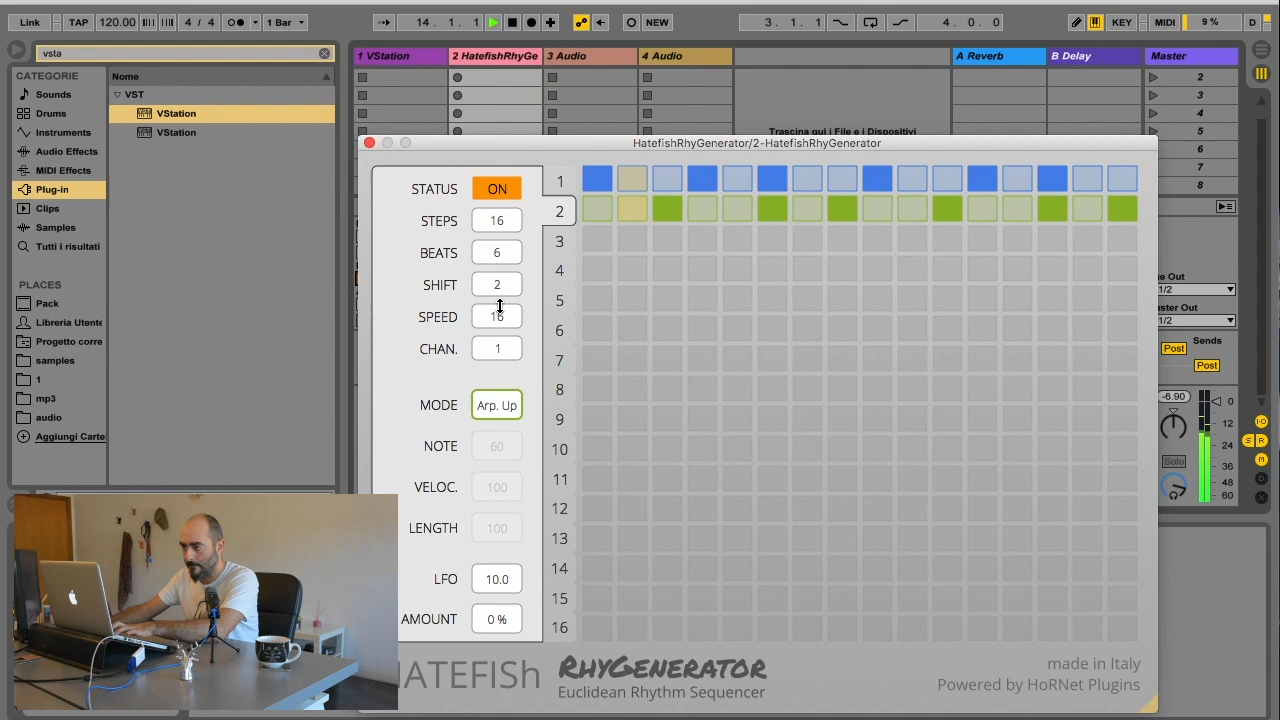 Link TAP 120.00 4 / 4 1 Bar 14. 1. 1 NEW 3. 1. 1 4. 0. 0 KEY MIDI 9 % D
vsta
CATEGORIE
Sounds
Drums
Instruments
Audio Effects
MIDI Effects
Plug-in
Clips
Samples
Tutti i risultati
PLACES
Pack
Libreria Utente
Progetto corre
samples
1
mp3
audio
Aggiungi Carte
Nome
VST
VStation
VStation
1 VStation 2 HatefishRhyGe 3 Audio 4 Audio A Reverb B Delay Master
2
3
4
5
6
7
8
Trascina qui i File e i Dispositivi
HatefishRhyGenerator/2-HatefishRhyGenerator
STATUS ON
STEPS 16
BEATS 6
SHIFT 2
SPEED 16
CHAN. 1
MODE Arp. Up
NOTE 60
VELOC. 100
LENGTH 100
LFO 10.0
AMOUNT 0 %
1
2
3
4
5
6
7
8
9
10
11
12
13
14
15
16
HATEFISh
RHYGENERATOR
Euclidean Rhythm Sequencer
made in Italy
Powered by HoRNet Plugins
ue Out
1/2
ster Out
1/2
Sends
Post
Post
-6.90
0
12
24
36
48
60
Solo
S R
M
D
X